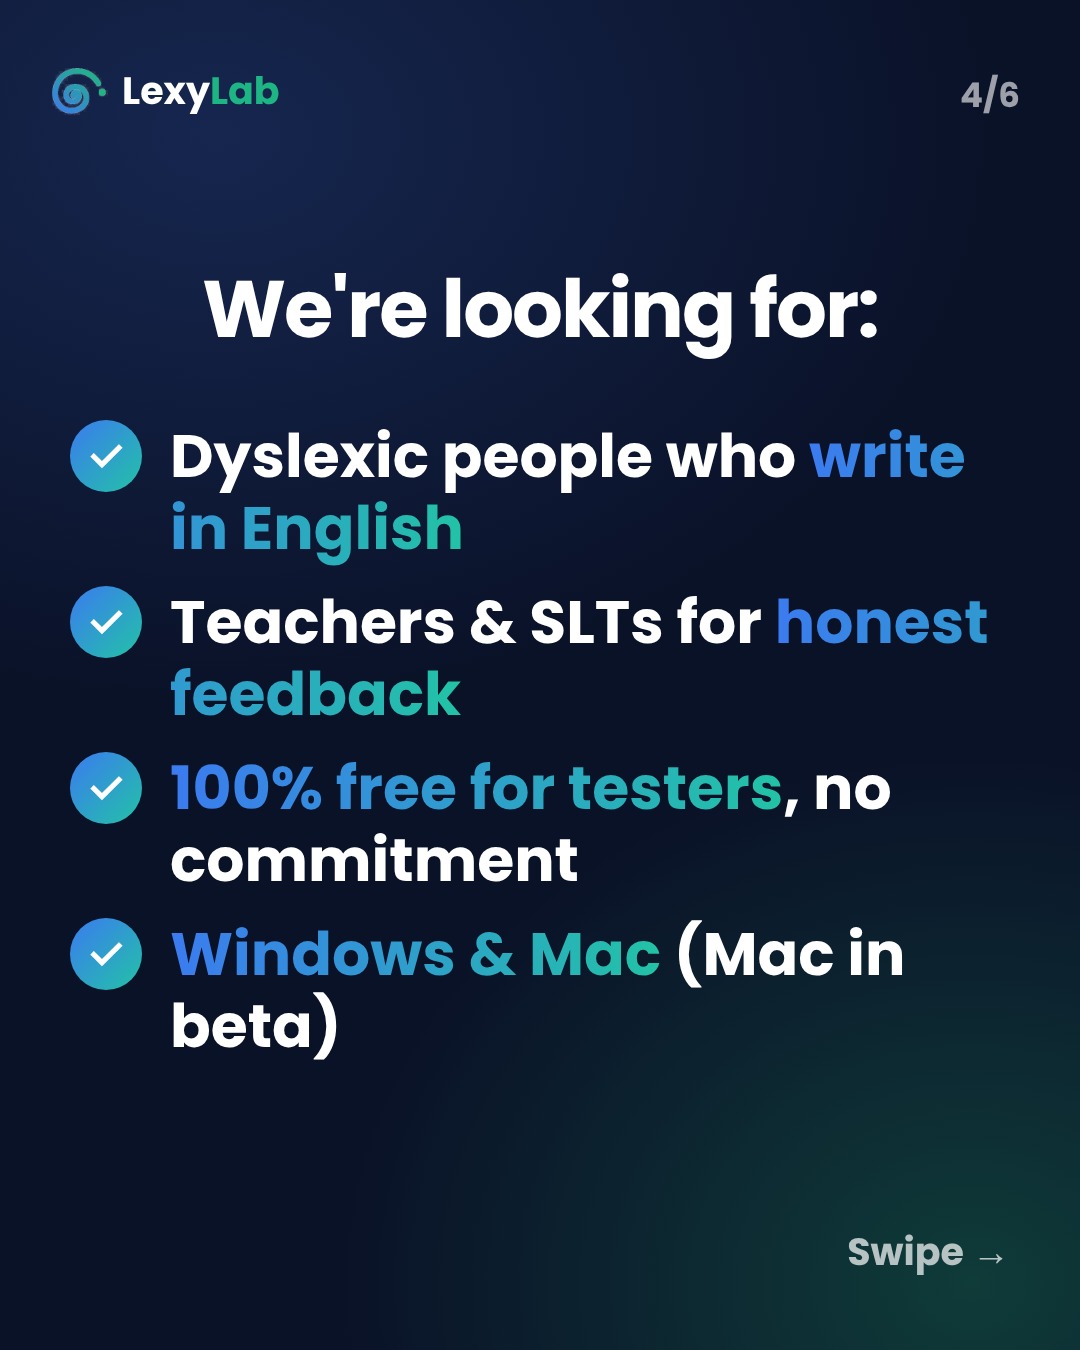 LexyLab
4/6
We're looking for:
Dyslexic people who write
in English
Teachers & SLTs for honest
feedback
100% free for testers, no
commitment
Windows & Mac (Mac in
beta)
Swipe →